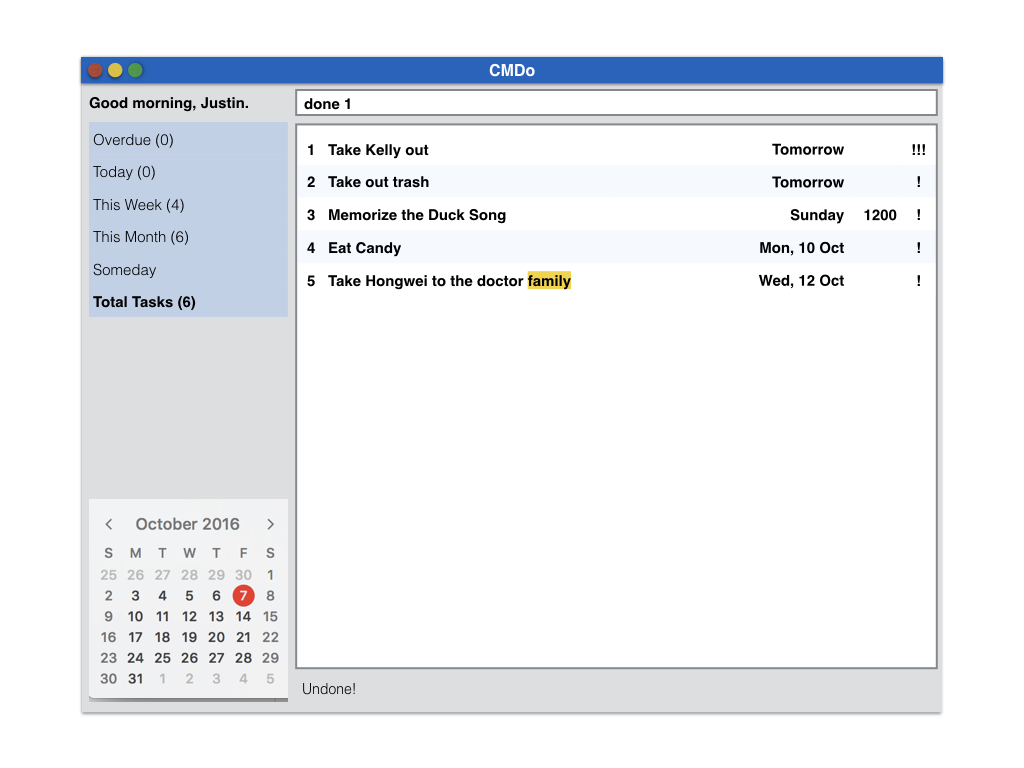 CMDo
Good morning, Justin.
done 1
Overdue (0)
Today (0)
This Week (4)
This Month (6)
Someday
Total Tasks (6)
1 Take Kelly out Tomorrow !!!
2 Take out trash Tomorrow !
3 Memorize the Duck Song Sunday 1200 !
4 Eat Candy Mon, 10 Oct !
5 Take Hongwei to the doctor family Wed, 12 Oct !
October 2016
S M T W T F S
25 26 27 28 29 30 1
2 3 4 5 6 7 8
9 10 11 12 13 14 15
16 17 18 19 20 21 22
23 24 25 26 27 28 29
30 31 1 2 3 4 5
Undone!